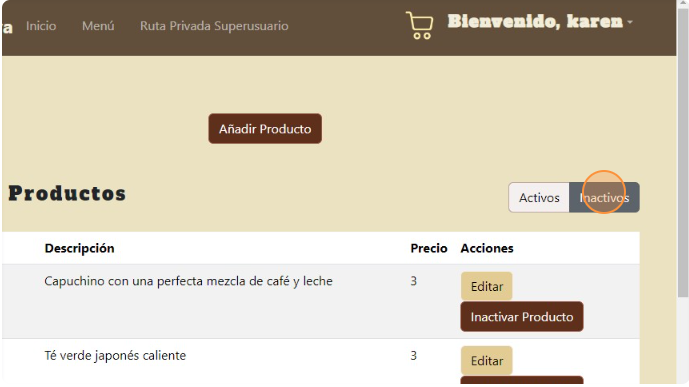 Inicio Menú Ruta Privada Superusuario Bienvenido, karen
Añadir Producto
Productos Activos Inactivos
Descripción Precio Acciones
Capuchino con una perfecta mezcla de café y leche 3 Editar
Inactivar Producto
Té verde japonés caliente 3 Editar